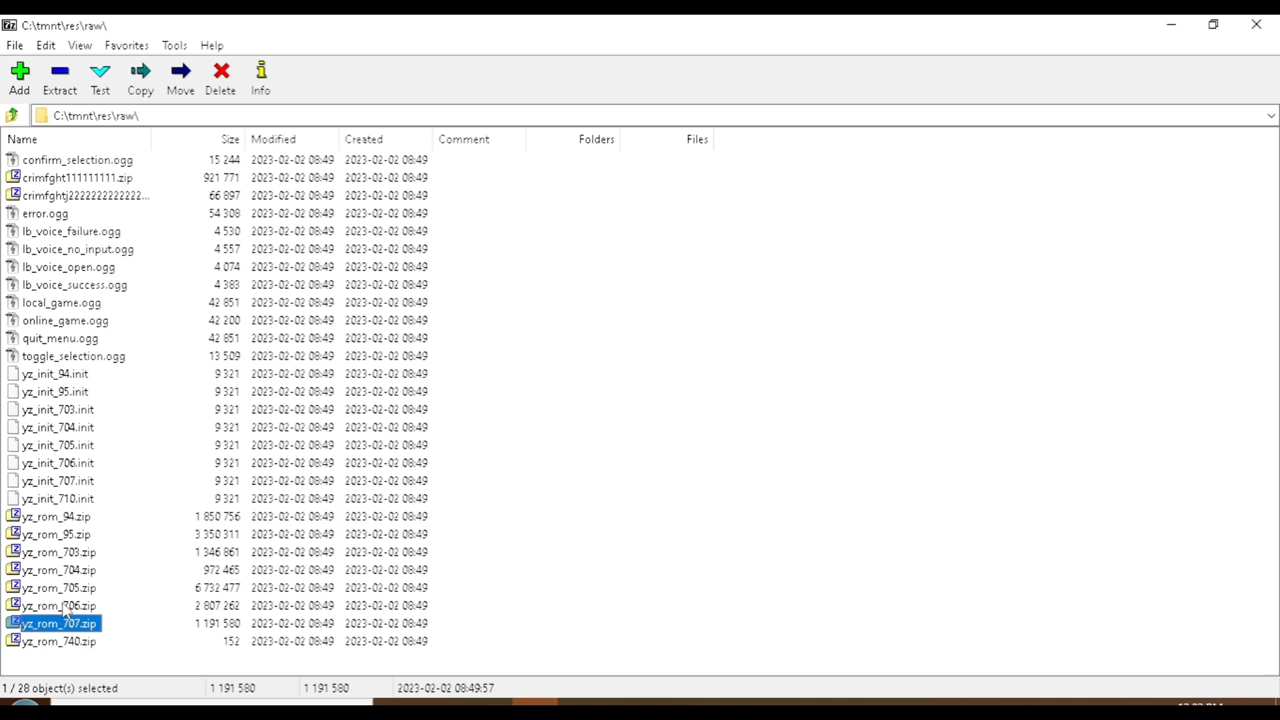 C:\tmnt\res\raw\
File Edit View Favorites Tools Help
Add Extract Test Copy Move Delete Info
C:\tmnt\res\raw\
Name Size Modified Created Comment Folders Files
confirm_selection.ogg 15 244 2023-02-02 08:49 2023-02-02 08:49
crimfght111111111.zip 921 771 2023-02-02 08:49 2023-02-02 08:49
crimfghtj2222222222222... 66 897 2023-02-02 08:49 2023-02-02 08:49
error.ogg 54 308 2023-02-02 08:49 2023-02-02 08:49
lb_voice_failure.ogg 4 530 2023-02-02 08:49 2023-02-02 08:49
lb_voice_no_input.ogg 4 557 2023-02-02 08:49 2023-02-02 08:49
lb_voice_open.ogg 4 074 2023-02-02 08:49 2023-02-02 08:49
lb_voice_success.ogg 4 383 2023-02-02 08:49 2023-02-02 08:49
local_game.ogg 42 851 2023-02-02 08:49 2023-02-02 08:49
online_game.ogg 42 200 2023-02-02 08:49 2023-02-02 08:49
quit_menu.ogg 42 851 2023-02-02 08:49 2023-02-02 08:49
toggle_selection.ogg 13 509 2023-02-02 08:49 2023-02-02 08:49
yz_init_94.init 9 321 2023-02-02 08:49 2023-02-02 08:49
yz_init_95.init 9 321 2023-02-02 08:49 2023-02-02 08:49
yz_init_703.init 9 321 2023-02-02 08:49 2023-02-02 08:49
yz_init_704.init 9 321 2023-02-02 08:49 2023-02-02 08:49
yz_init_705.init 9 321 2023-02-02 08:49 2023-02-02 08:49
yz_init_706.init 9 321 2023-02-02 08:49 2023-02-02 08:49
yz_init_707.init 9 321 2023-02-02 08:49 2023-02-02 08:49
yz_init_710.init 9 321 2023-02-02 08:49 2023-02-02 08:49
yz_rom_94.zip 1 850 756 2023-02-02 08:49 2023-02-02 08:49
yz_rom_95.zip 3 350 311 2023-02-02 08:49 2023-02-02 08:49
yz_rom_703.zip 1 346 861 2023-02-02 08:49 2023-02-02 08:49
yz_rom_704.zip 972 465 2023-02-02 08:49 2023-02-02 08:49
yz_rom_705.zip 6 732 477 2023-02-02 08:49 2023-02-02 08:49
yz_rom_706.zip 2 807 262 2023-02-02 08:49 2023-02-02 08:49
yz_rom_707.zip 1 191 580 2023-02-02 08:49 2023-02-02 08:49
yz_rom_740.zip 152 2023-02-02 08:49 2023-02-02 08:49
1 / 28 object(s) selected 1 191 580 1 191 580 2023-02-02 08:49:57